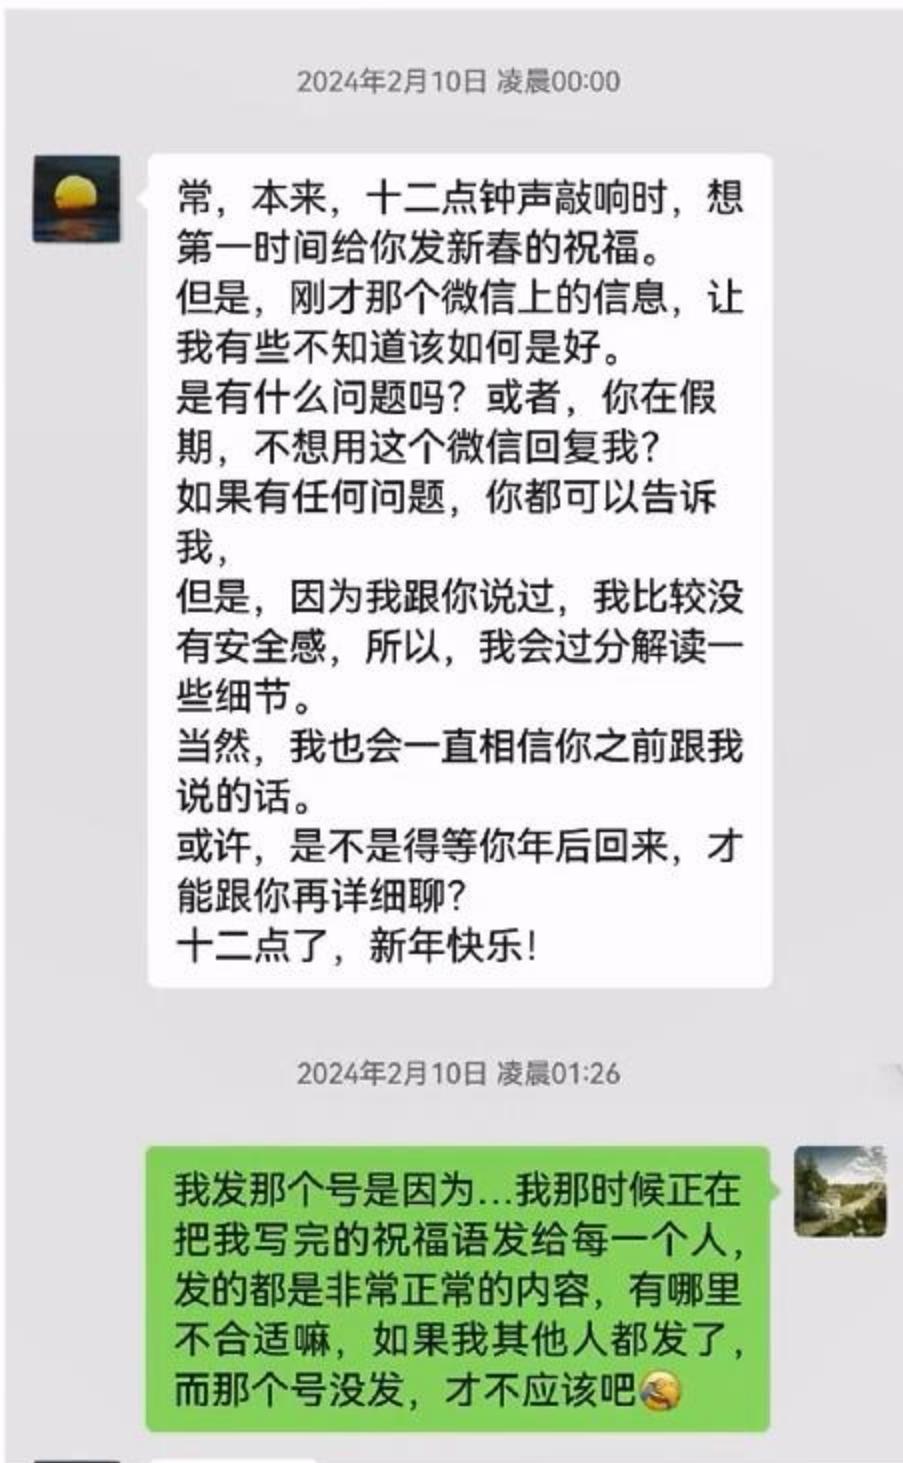 2024年2月10日 凌晨00:00
常，本来，十二点钟声敲响时，想
第一时间给你发新春的祝福。
但是，刚才那个微信上的信息，让
我有些不知道该如何是好。
是有什么问题吗？或者，你在假
期，不想用这个微信回复我？
如果有任何问题，你都可以告诉
我，
但是，因为我跟你说过，我比较没
有安全感，所以，我会过分解读一
些细节。
当然，我也会一直相信你之前跟我
说的话。
或许，是不是得等你年后回来，才
能跟你再详细聊？
十二点了，新年快乐！
2024年2月10日 凌晨01:26
我发那个号是因为...我那时候正在
把我写完的祝福语发给每一个人，
发的都是非常正常的内容，有哪里
不合适嘛，如果我其他人都发了，
而那个号没发，才不应该吧